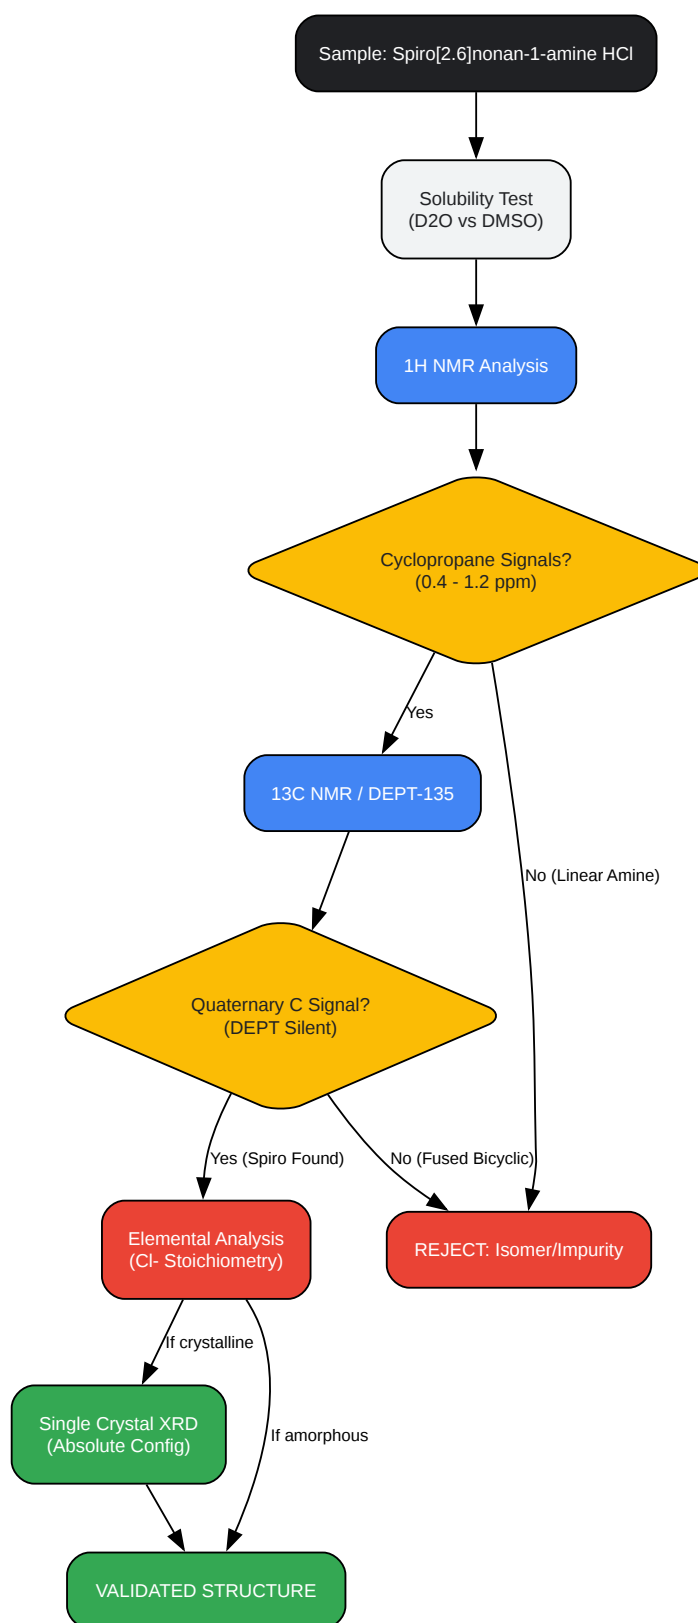 Sample: Spiro[2.6]nonan-1-amine HCl
Solubility Test
(D2O vs DMSO)
1H NMR Analysis
Cyclopropane Signals?
(0.4 - 1.2 ppm)
Yes
13C NMR / DEPT-135
No (Linear Amine)
Quaternary C Signal?
(DEPT Silent)
Yes (Spiro Found)
No (Fused Bicyclic)
Elemental Analysis
(Cl- Stoichiometry)
REJECT: Isomer/Impurity
If crystalline
Single Crystal XRD
(Absolute Config)
If amorphous
VALIDATED STRUCTURE